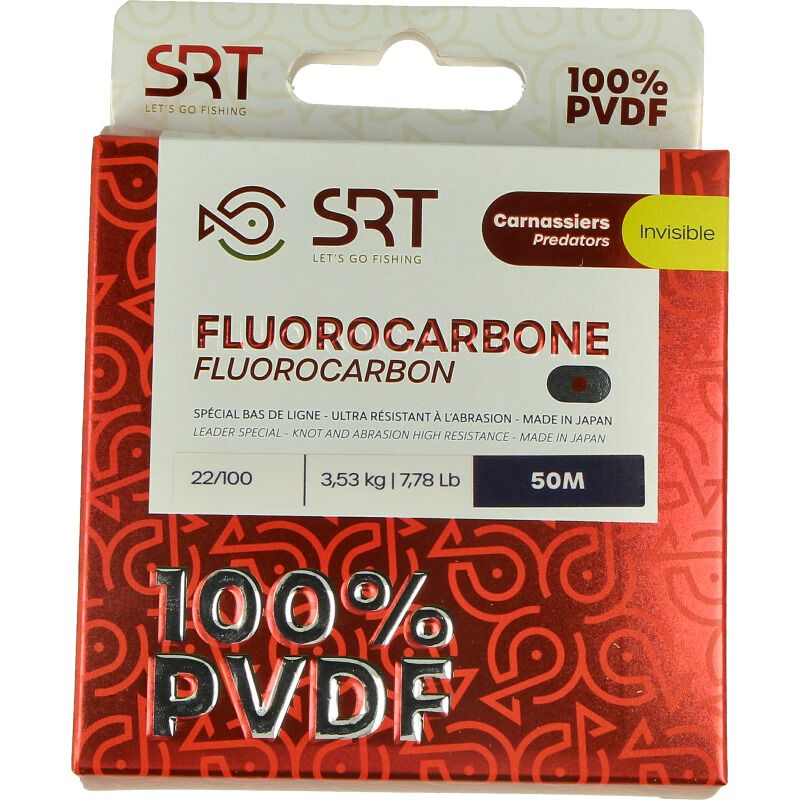 SRT
LET'S GO FISHING
100%
PVDF
SRT
LET'S GO FISHING
Carnassiers
Predators
Invisible
FLUOROCARBONE
FLUOROCARBON
SPÉCIAL BAS DE LIGNE - ULTRA RÉSISTANT À L'ABRASION - MADE IN JAPAN
LEADER SPECIAL - KNOT AND ABRASION HIGH RESISTANCE - MADE IN JAPAN
22/100 3,53 kg | 7,78 Lb 50M
100%
PVDF